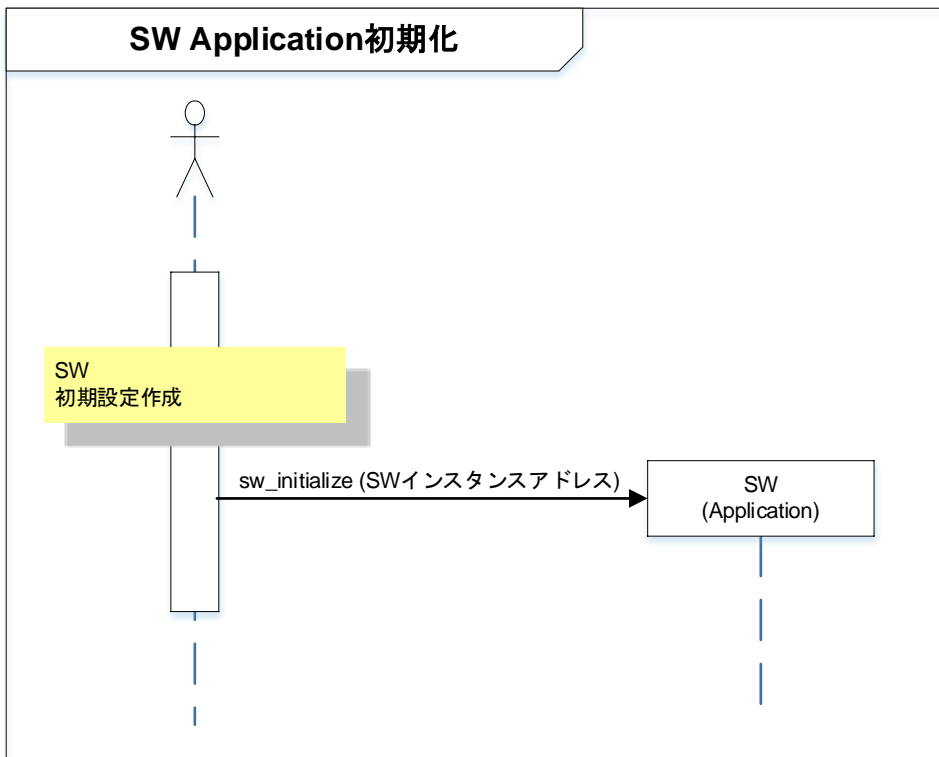 SW Application初期化
SW
初期設定作成
sw_initialize (SWインスタンスアドレス)
SW
(Application)